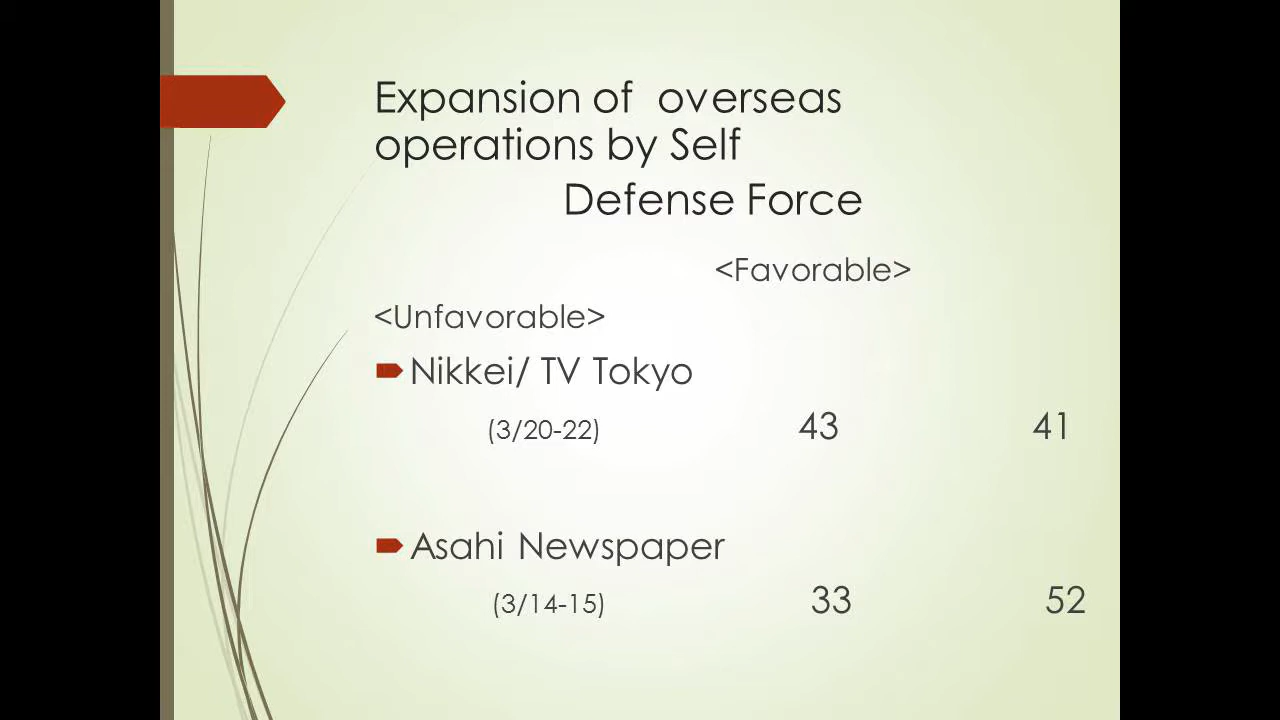 Expansion of overseas
operations by Self
Defense Force
<Favorable>
<Unfavorable>
Nikkei/ TV Tokyo
(3/20-22) 43 41
Asahi Newspaper
(3/14-15) 33 52